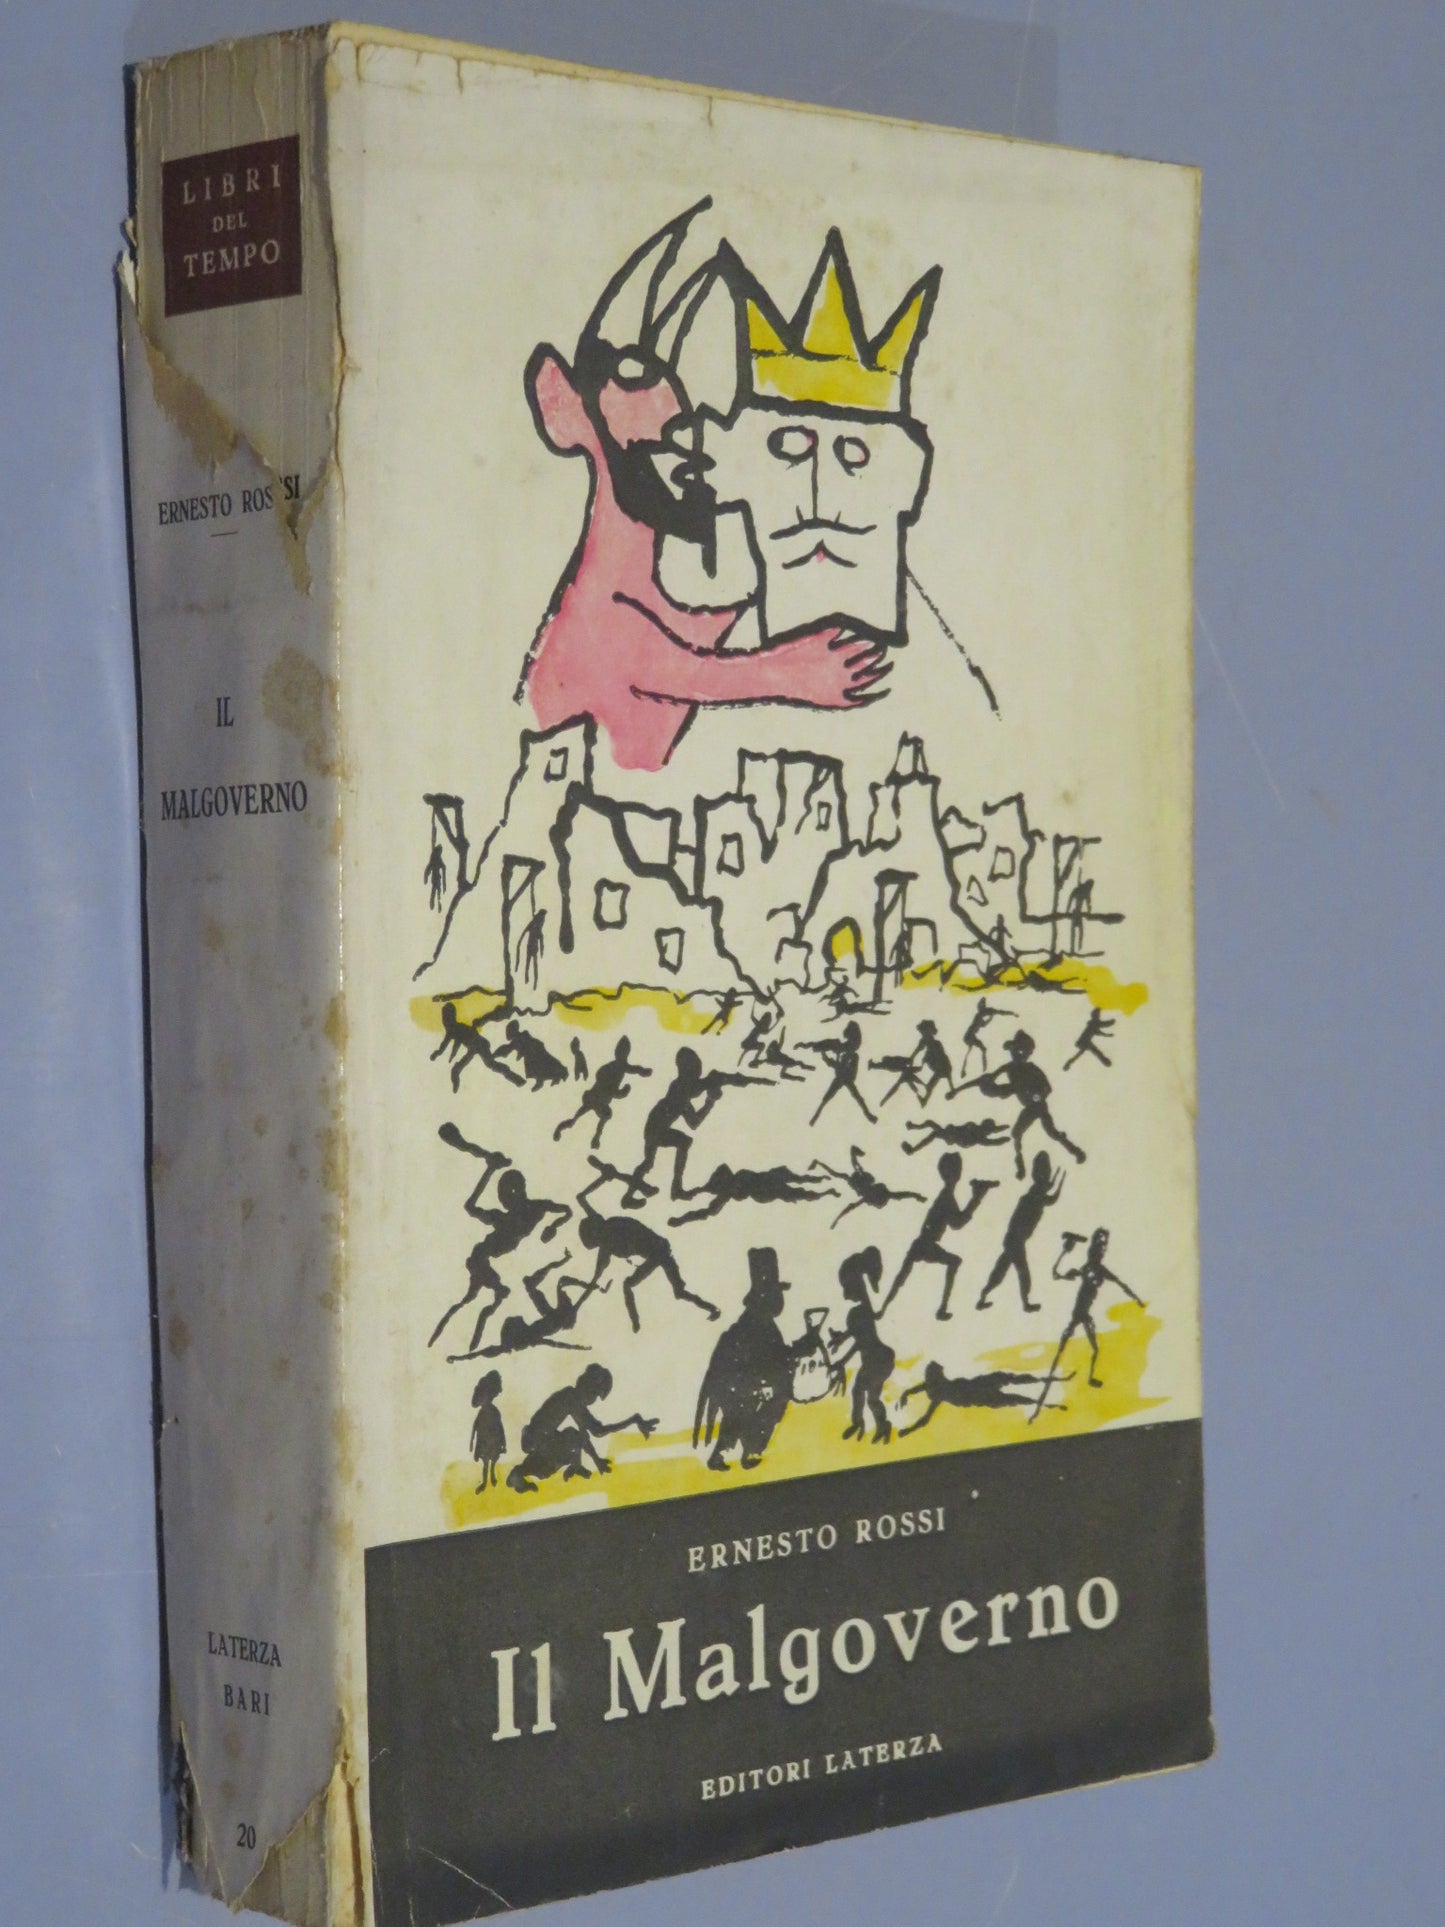 LIBRI
DEL
TEMPO
ERNESTO ROSSI
IL
MALGOVERNO
LATERZA
BARI
20
ERNESTO ROSSI
Il Malgoverno
EDITORI LATERZA